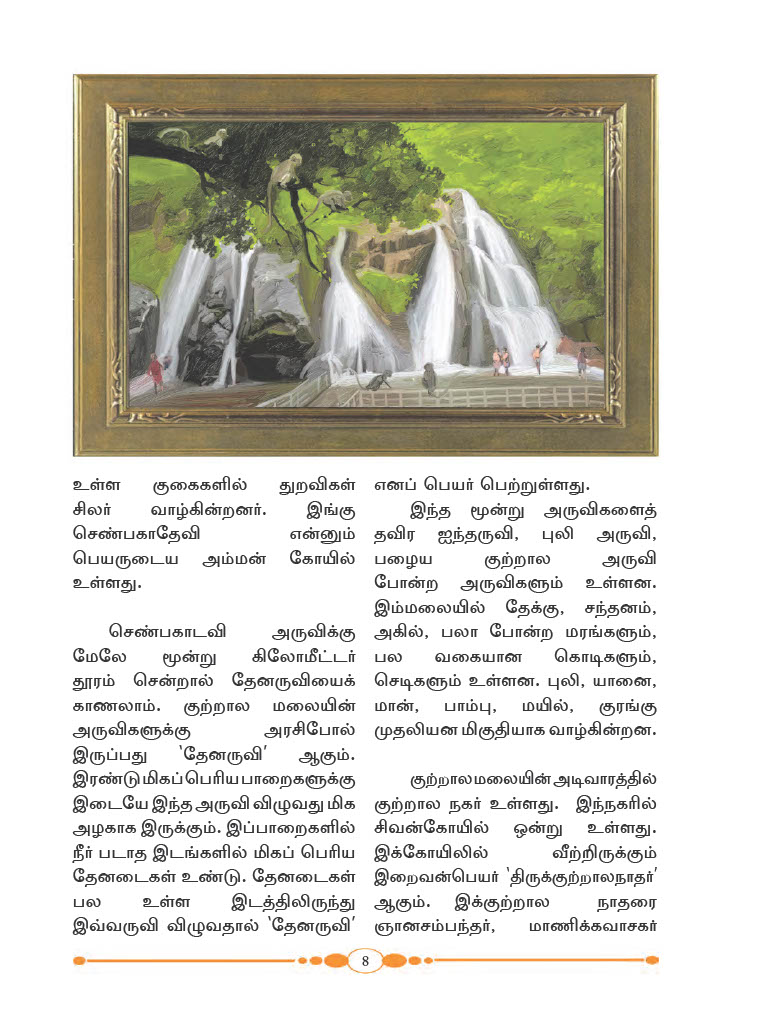 உள்ள குகைகளில் துறவிகள்
சிலர் வாழ்கின்றனர். இங்கு
செண்பகாதேவி என்னும்
பெயருடைய அம்மன் கோயில்
உள்ளது.
செண்பகாடவி அருவிக்கு
மேலே மூன்று கிலோமீட்டர்
தூரம் சென்றால் தேனருவியைக்
காணலாம். குற்றால மலையின்
அருவிகளுக்கு அரசிபோல்
இருப்பது ‘தேனருவி’ ஆகும்.
இரண்டு மிகப் பெரிய பாறைகளுக்கு
இடையே இந்த அருவி விழுவது மிக
அழகாக இருக்கும். இப்பாறைகளில்
நீர் படாத இடங்களில் மிகப் பெரிய
தேனடைகள் உண்டு. தேனடைகள்
பல உள்ள இடத்திலிருந்து
இவ்வருவி விழுவதால் ‘தேனருவி’
எனப் பெயர் பெற்றுள்ளது.
இந்த மூன்று அருவிகளைத்
தவிர ஐந்தருவி, புலி அருவி,
பழைய குற்றால அருவி
போன்ற அருவிகளும் உள்ளன.
இம்மலையில் தேக்கு, சந்தனம்,
அகில், பலா போன்ற மரங்களும்,
பல வகையான கொடிகளும்,
செடிகளும் உள்ளன. புலி, யானை,
மான், பாம்பு, மயில், குரங்கு
முதலியன மிகுதியாக வாழ்கின்றன.
குற்றாலமலையின் அடிவாரத்தில்
குற்றால நகர் உள்ளது. இந்நகரில்
சிவன்கோயில் ஒன்று உள்ளது.
இக்கோயிலில் வீற்றிருக்கும்
இறைவன்பெயர் ‘திருக்குற்றாலநாதர்’
ஆகும். இக்குற்றால நாதரை
ஞானசம்பந்தர், மாணிக்கவாசகர்
8